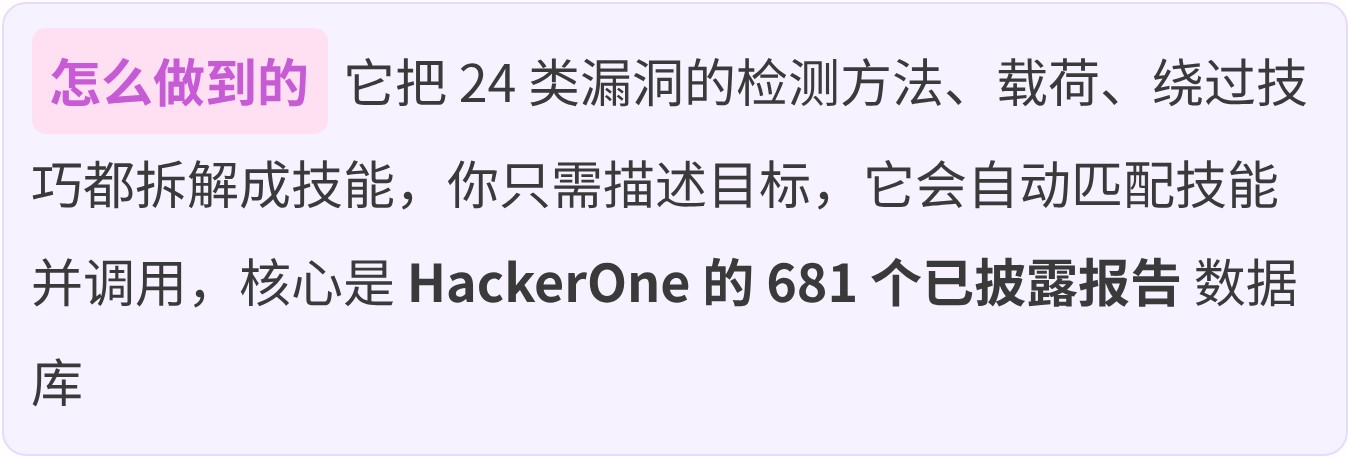 怎么做到的 它把 24 类漏洞的检测方法、载荷、绕过技
巧都拆解成技能，你只需描述目标，它会自动匹配技能
并调用，核心是 HackerOne 的 681 个已披露报告 数据
库